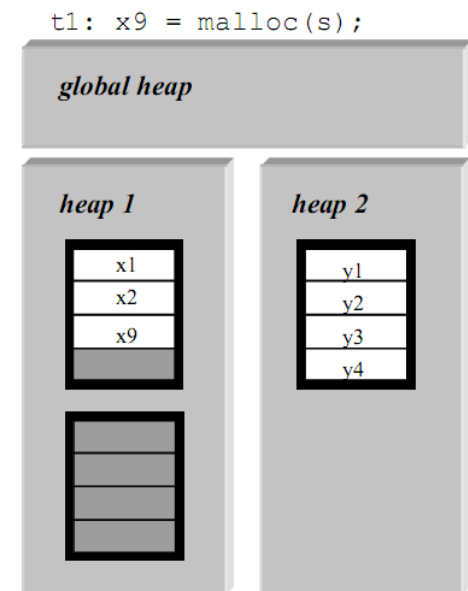 t1: x9 = malloc(s);
global heap
heap 1
heap 2
x1
x2
x9
y1
y2
y3
y4